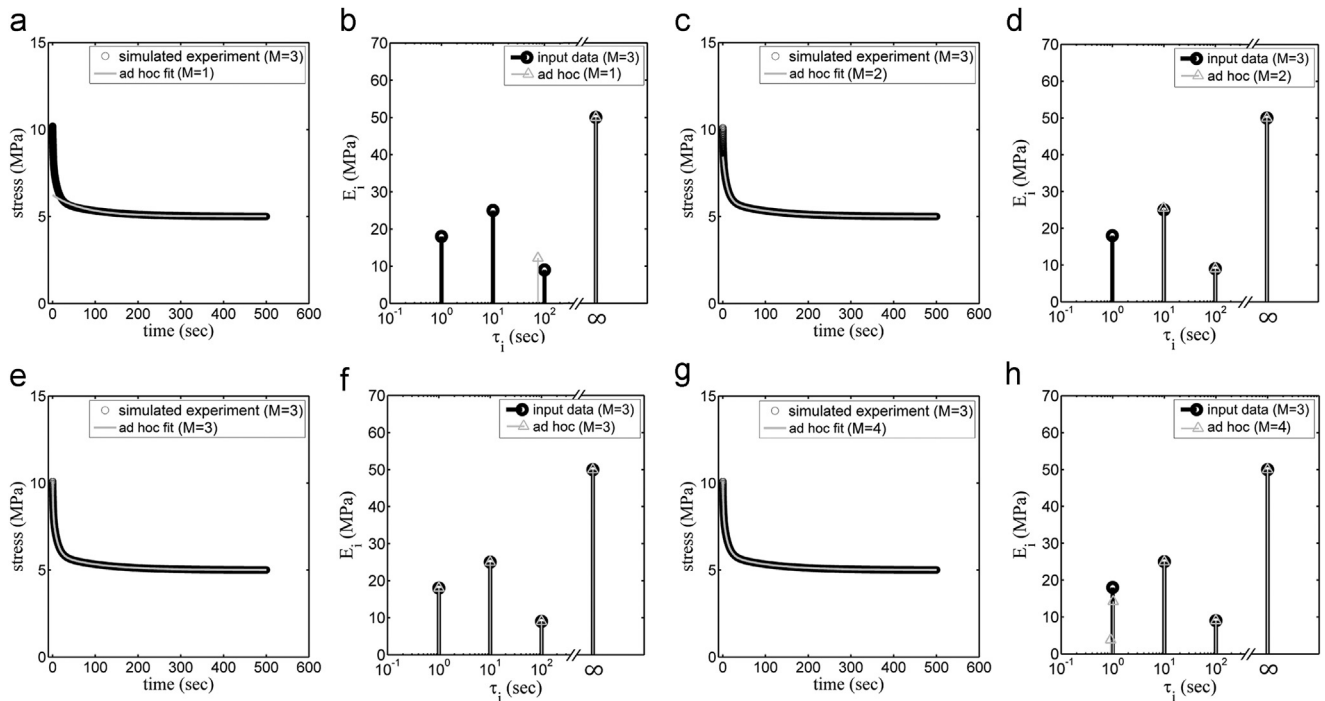 a
15
10
5
0
stress (MPa)
simulated experiment (M=3)
ad hoc fit (M=1)
0 100 200 300 400 500 600
time (sec)
b
70
60
50
40
30
20
10
0
E_i (MPa)
input data (M=3)
ad hoc (M=1)
10^-1 10^0 10^1 10^2 ∞
τ_i (sec)
c
15
10
5
0
stress (MPa)
simulated experiment (M=3)
ad hoc fit (M=2)
0 100 200 300 400 500 600
time (sec)
d
70
60
50
40
30
20
10
0
E_i (MPa)
input data (M=3)
ad hoc (M=2)
10^-1 10^0 10^1 10^2 ∞
τ_i (sec)
e
15
10
5
0
stress (MPa)
simulated experiment (M=3)
ad hoc fit (M=3)
0 100 200 300 400 500 600
time (sec)
f
70
60
50
40
30
20
10
0
E_i (MPa)
input data (M=3)
ad hoc (M=3)
10^-1 10^0 10^1 10^2 ∞
τ_i (sec)
g
15
10
5
0
stress (MPa)
simulated experiment (M=3)
ad hoc fit (M=4)
0 100 200 300 400 500 600
time (sec)
h
70
60
50
40
30
20
10
0
E_i (MPa)
input data (M=3)
ad hoc (M=4)
10^-1 10^0 10^1 10^2 ∞
τ_i (sec)